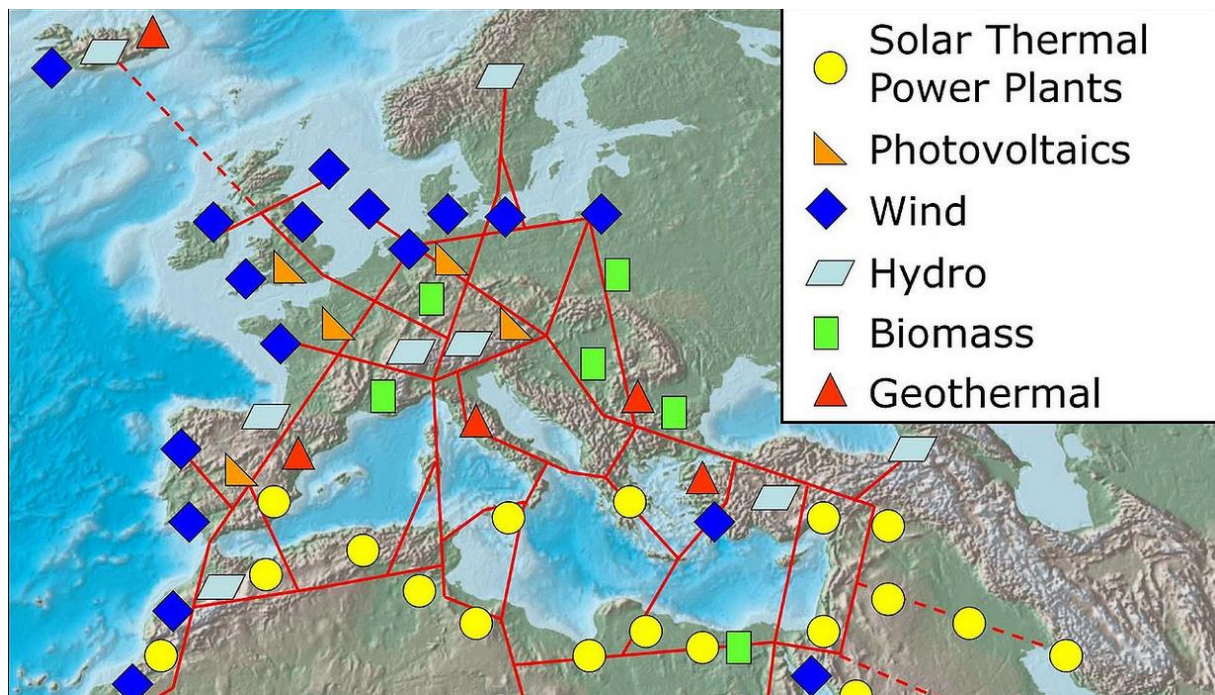 Solar Thermal
Power Plants
Photovoltaics
Wind
Hydro
Biomass
Geothermal